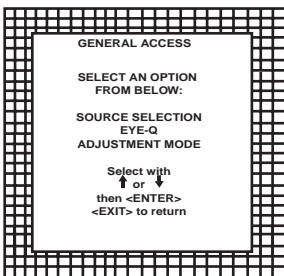 GENERAL ACCESS
SELECT AN OPTION
FROM BELOW:
SOURCE SELECTION
EYE-Q
ADJUSTMENT MODE
Select with
↑ or ↓
then <ENTER>
<EXIT> to return